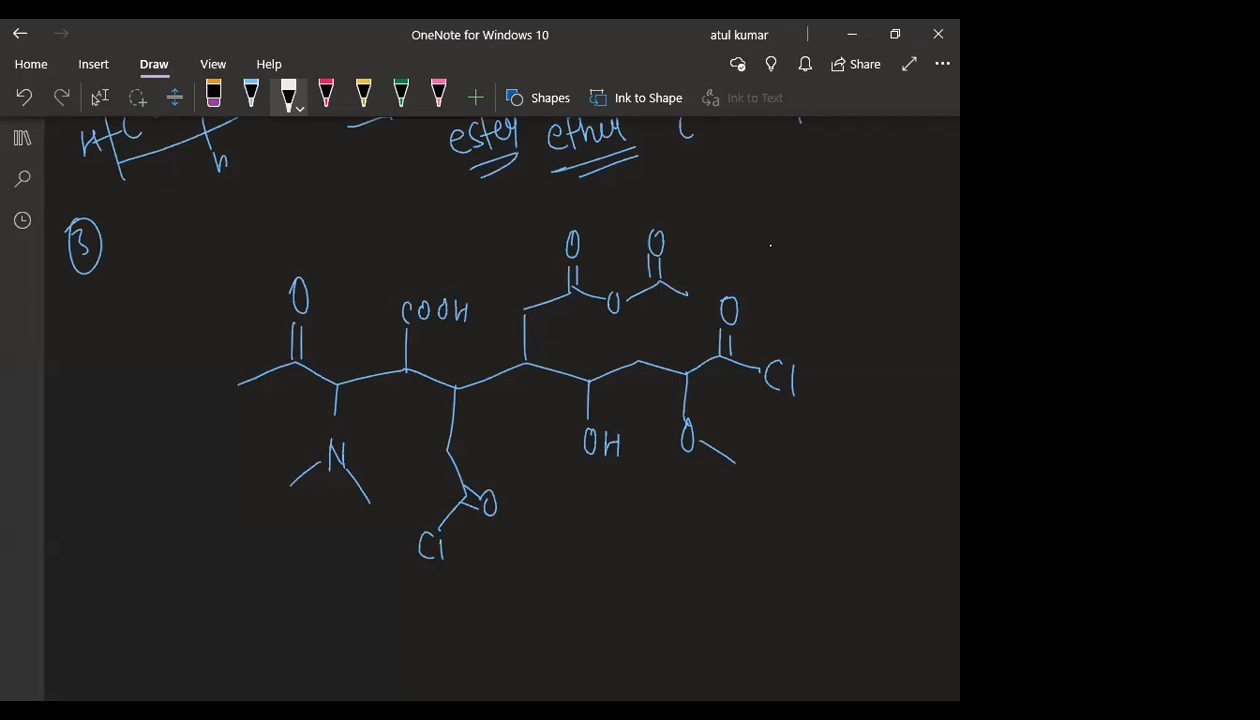 OneNote for Windows 10
atul kumar
Home Insert Draw View Help
Share
Shapes Ink to Shape Ink to Text
H C
h
ester ether
3
O O
O COOH O O
Cl
N OH O
O
Cl